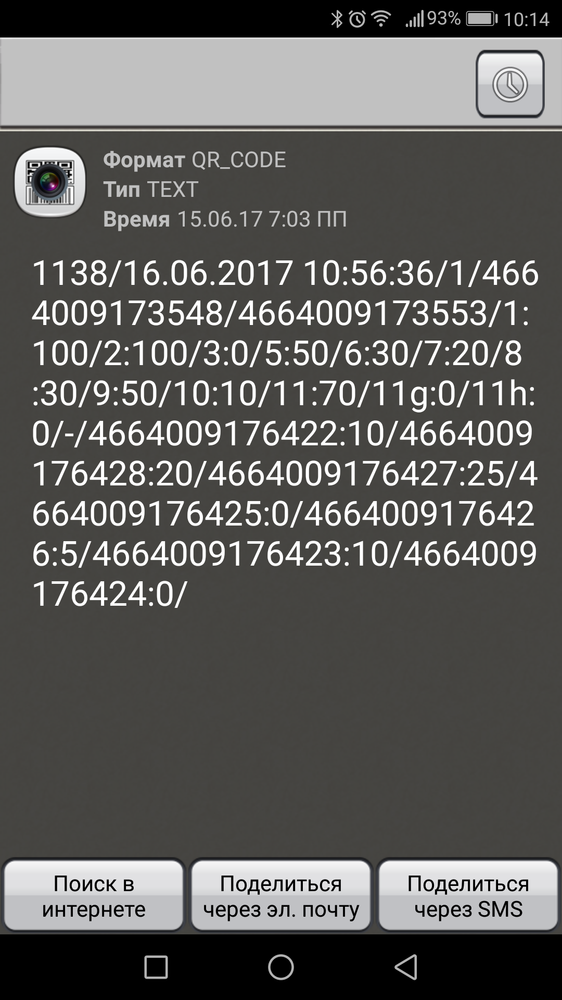 93% 10:14
Формат QR_CODE
Тип TEXT
Время 15.06.17 7:03 ПП
1138/16.06.2017 10:56:36/1/466
4009173548/4664009173553/1:
100/2:100/3:0/5:50/6:30/7:20/8
:30/9:50/10:10/11:70/11g:0/11h:
0/-/4664009176422:10/4664009
176428:20/4664009176427:25/4
664009176425:0/466400917642
6:5/4664009176423:10/4664009
176424:0/
Поиск в
интернете
Поделиться
через эл. почту
Поделиться
через SMS